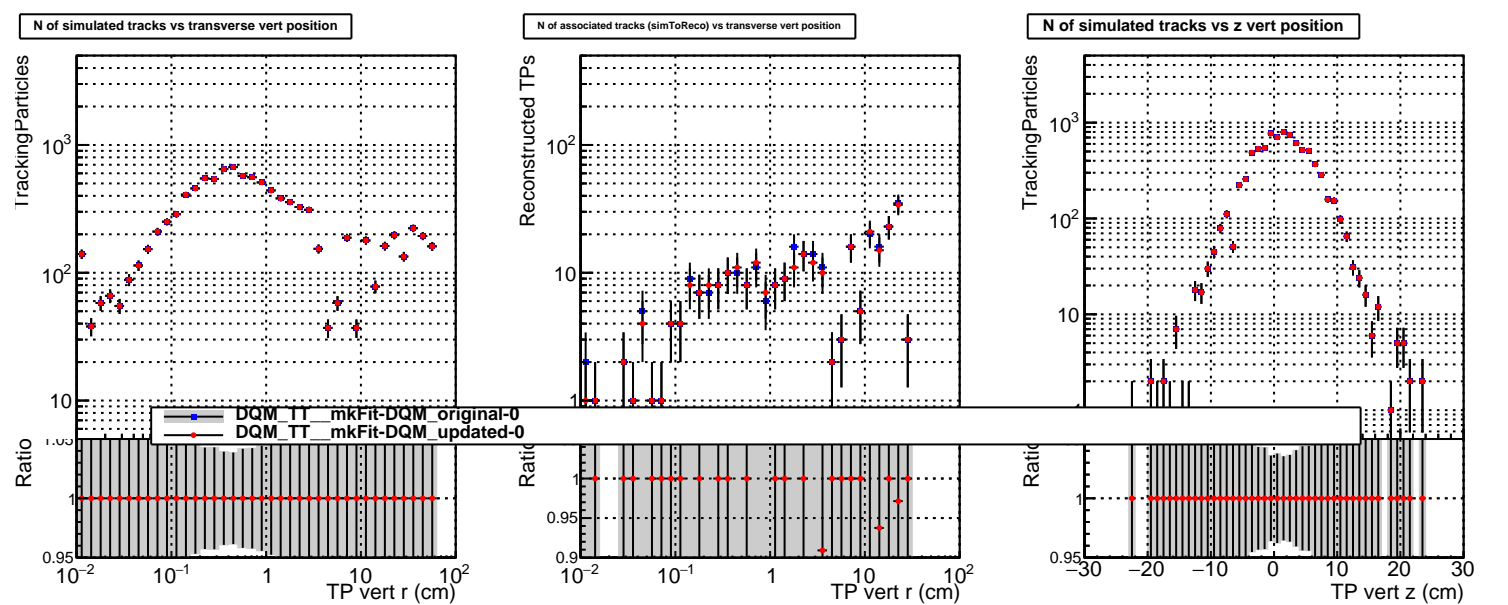 N of simulated tracks vs transverse vert position
TrackingParticles
10³
10²
10
Ratio
1.05
1
0.95
10⁻² 10⁻¹ 1 10 10²
TP vert r (cm)
N of associated tracks (simToReco) vs transverse vert position
Reconstructed TPs
10²
10
1
Ratio
1
0.95
0.9
10⁻² 10⁻¹ 1 10 10²
TP vert r (cm)
N of simulated tracks vs z vert position
TrackingParticles
10³
10²
10
Ratio
1
0.95
−30 −20 −10 0 10 20 30
TP vert z (cm)
DQM_TT__mkFit-DQM_original-0
DQM_TT__mkFit-DQM_updated-0